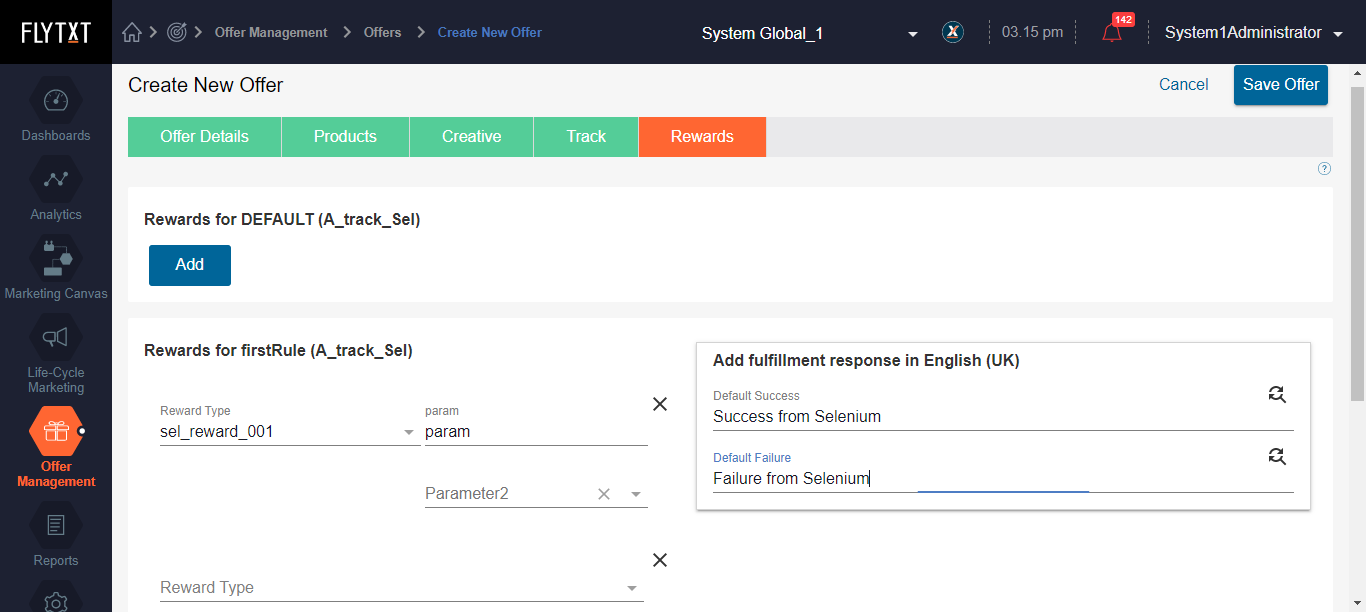 FLYTXT
Offer Management
Offers
Create New Offer
System Global_1
X
03.15 pm
142
System1Administrator
Dashboards
Analytics
Marketing Canvas
Life-Cycle
Marketing
Offer
Management
Reports
Create New Offer
Cancel
Save Offer
Offer Details
Products
Creative
Track
Rewards
?
Rewards for DEFAULT (A_track_Sel)
Add
Rewards for firstRule (A_track_Sel)
Reward Type
sel_reward_001
param
param
Parameter2
Reward Type
Add fulfillment response in English (UK)
Default Success
Success from Selenium
Default Failure
Failure from Selenium